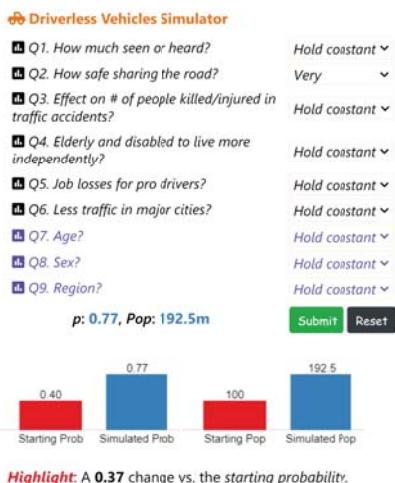 Driverless Vehicles Simulator
Q1. How much seen or heard? Hold constant
Q2. How safe sharing the road? Very
Q3. Effect on # of people killed/injured in
traffic accidents? Hold constant
Q4. Elderly and disabled to live more
independently? Hold constant
Q5. Job losses for pro drivers? Hold constant
Q6. Less traffic in major cities? Hold constant
Q7. Age? Hold constant
Q8. Sex? Hold constant
Q9. Region? Hold constant
p: 0.77, Pop: 192.5m Submit Reset
0.40 0.77 100 192.5
Starting Prob Simulated Prob Starting Pop Simulated Pop
Highlight: A 0.37 change vs. the starting probability.